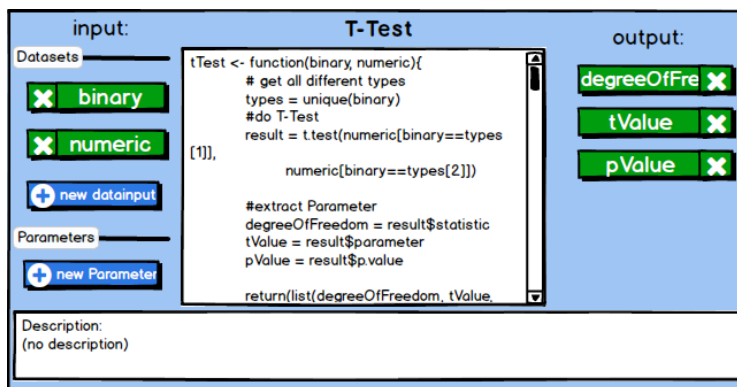 input:
T-Test
output:
Datasets
binary
numeric
new datainput
Parameters
new Parameter
tTest <- function(binary, numeric){
# get all different types
types = unique(binary)
#do T-Test
result = t.test(numeric[binary==types
[1]],
numeric[binary==types[2]])
#extract Parameter
degreeOfFreedom = result$statistic
tValue = result$parameter
pValue = result$p.value
return(list(degreeOfFreedom, tValue,
degreeOfFre
tValue
pValue
Description:
(no description)